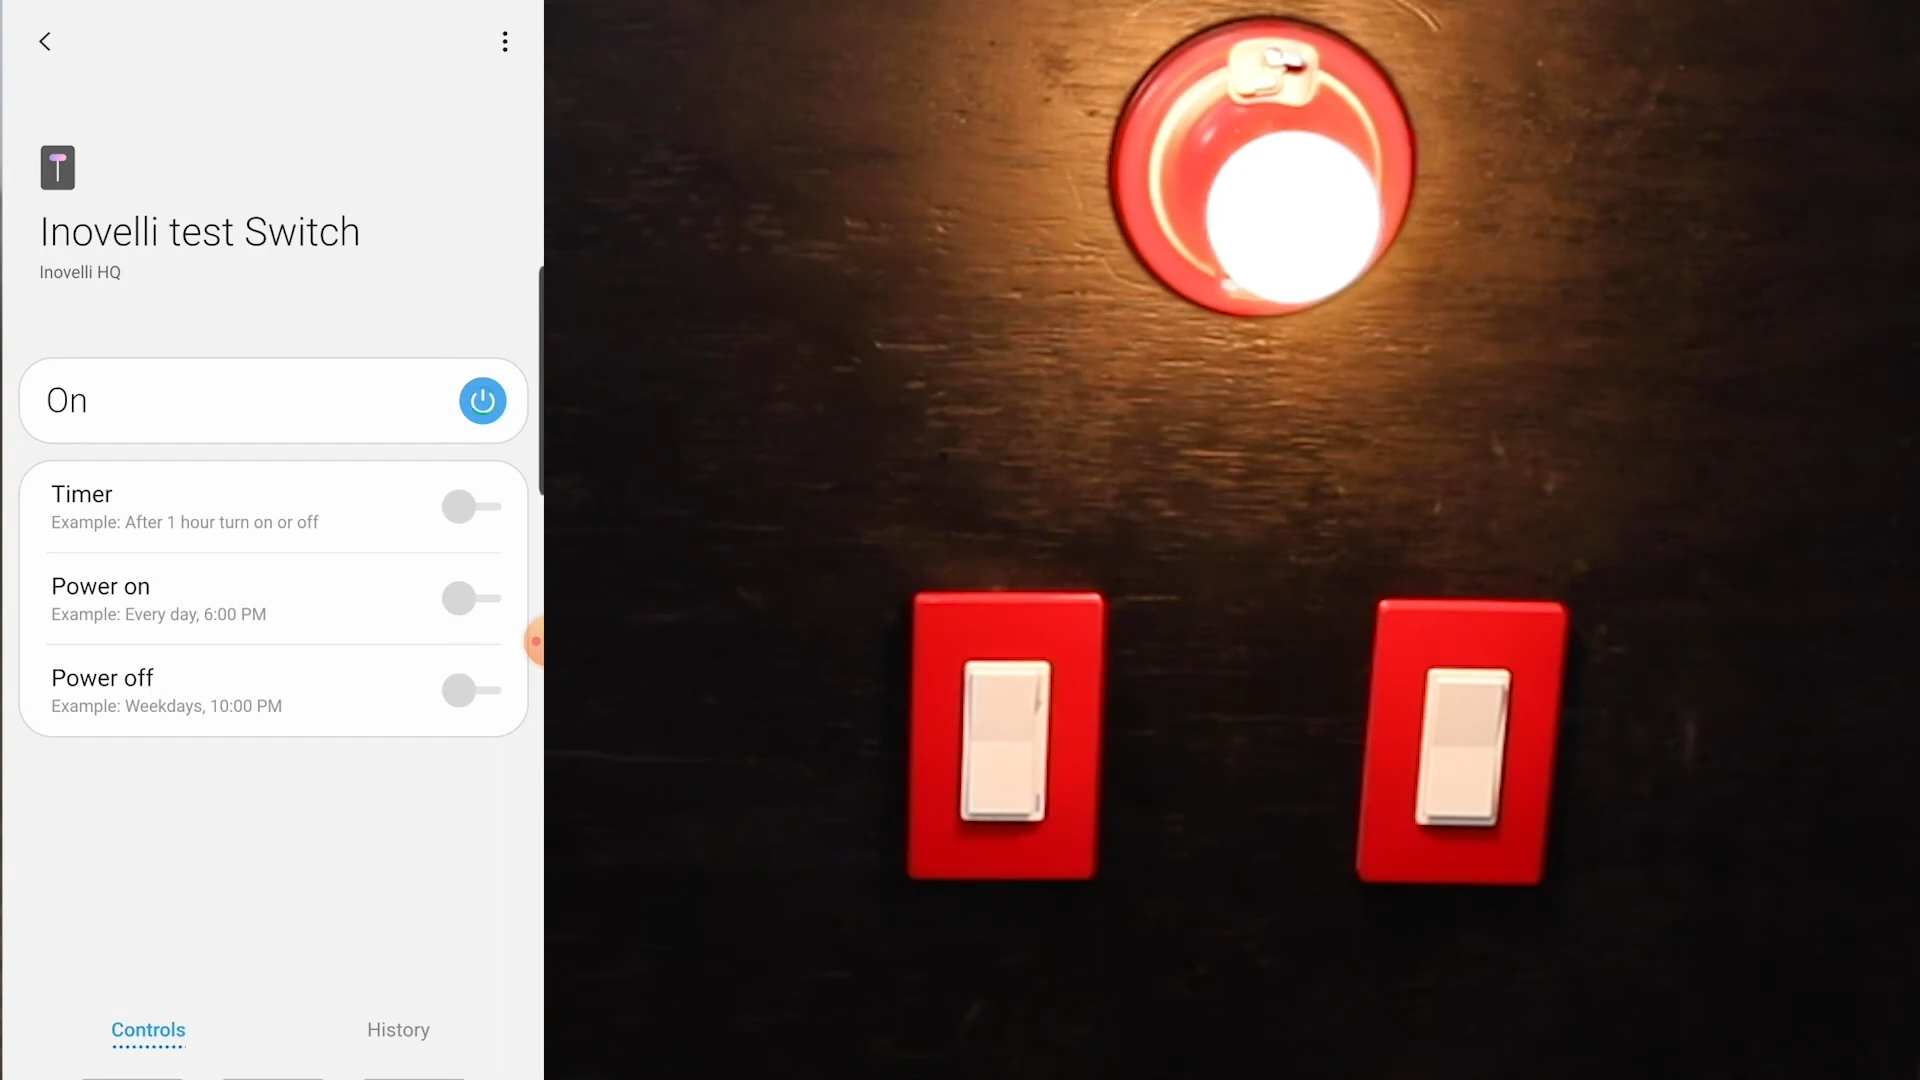 Inovelli test Switch
Inovelli HQ
On
Timer
Example: After 1 hour turn on or off
Power on
Example: Every day, 6:00 PM
Power off
Example: Weekdays, 10:00 PM
Controls
History